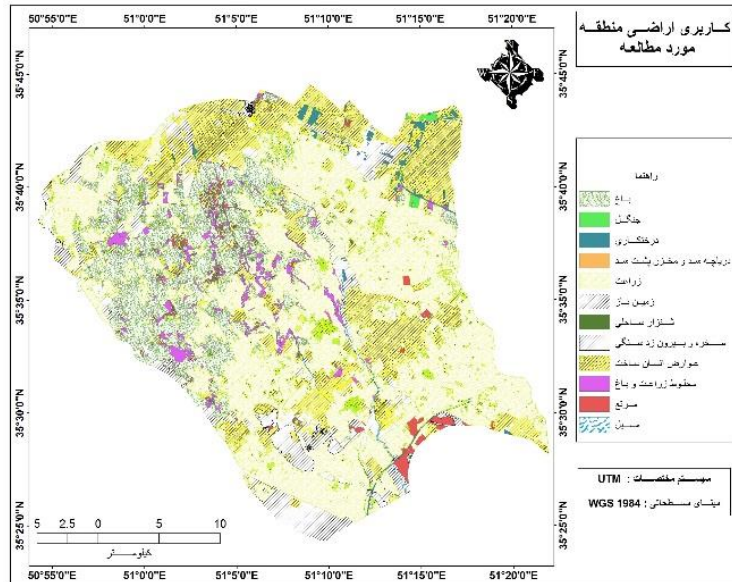 کاربری اراضی منطقه
مورد مطالعه
50°55'0"E 51°0'0"E 51°5'0"E 51°10'0"E 51°15'0"E 51°20'0"E
35°45'0"N 35°45'0"N
35°40'0"N 35°40'0"N
35°35'0"N 35°35'0"N
35°30'0"N 35°30'0"N
35°25'0"N 35°25'0"N
50°55'0"E 51°0'0"E 51°5'0"E 51°10'0"E 51°15'0"E 51°20'0"E
5 2.5 0 5 10
کیلومتر
راهنما
باغ
جنگل
درختکاری
دریاچه سد و مخزن پشت سد
زراعت
زمین باز
شنزار ساحلی
صخره و بیرون زد سنگی
عوارض انسان ساخت
مخلوط زراعت و باغ
مرتع
مسیل
سیستم مختصات : UTM
مبنای سطحاتی : WGS 1984